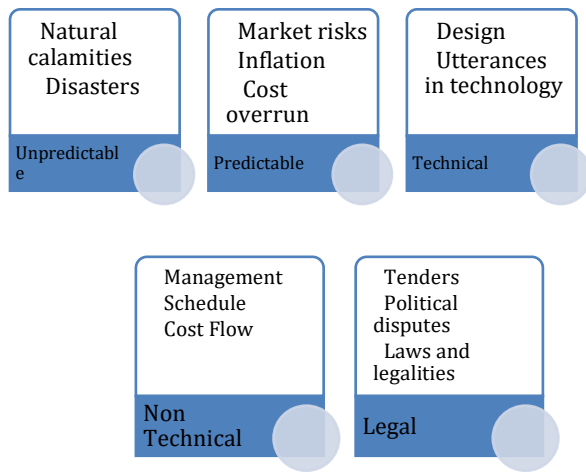 Natural
calamities
Disasters
Unpredictabl
e
Market risks
Inflation
Cost
overrun
Predictable
Design
Utterances
in technology
Technical
Management
Schedule
Cost Flow
Non
Technical
Tenders
Political
disputes
Laws and
legalities
Legal